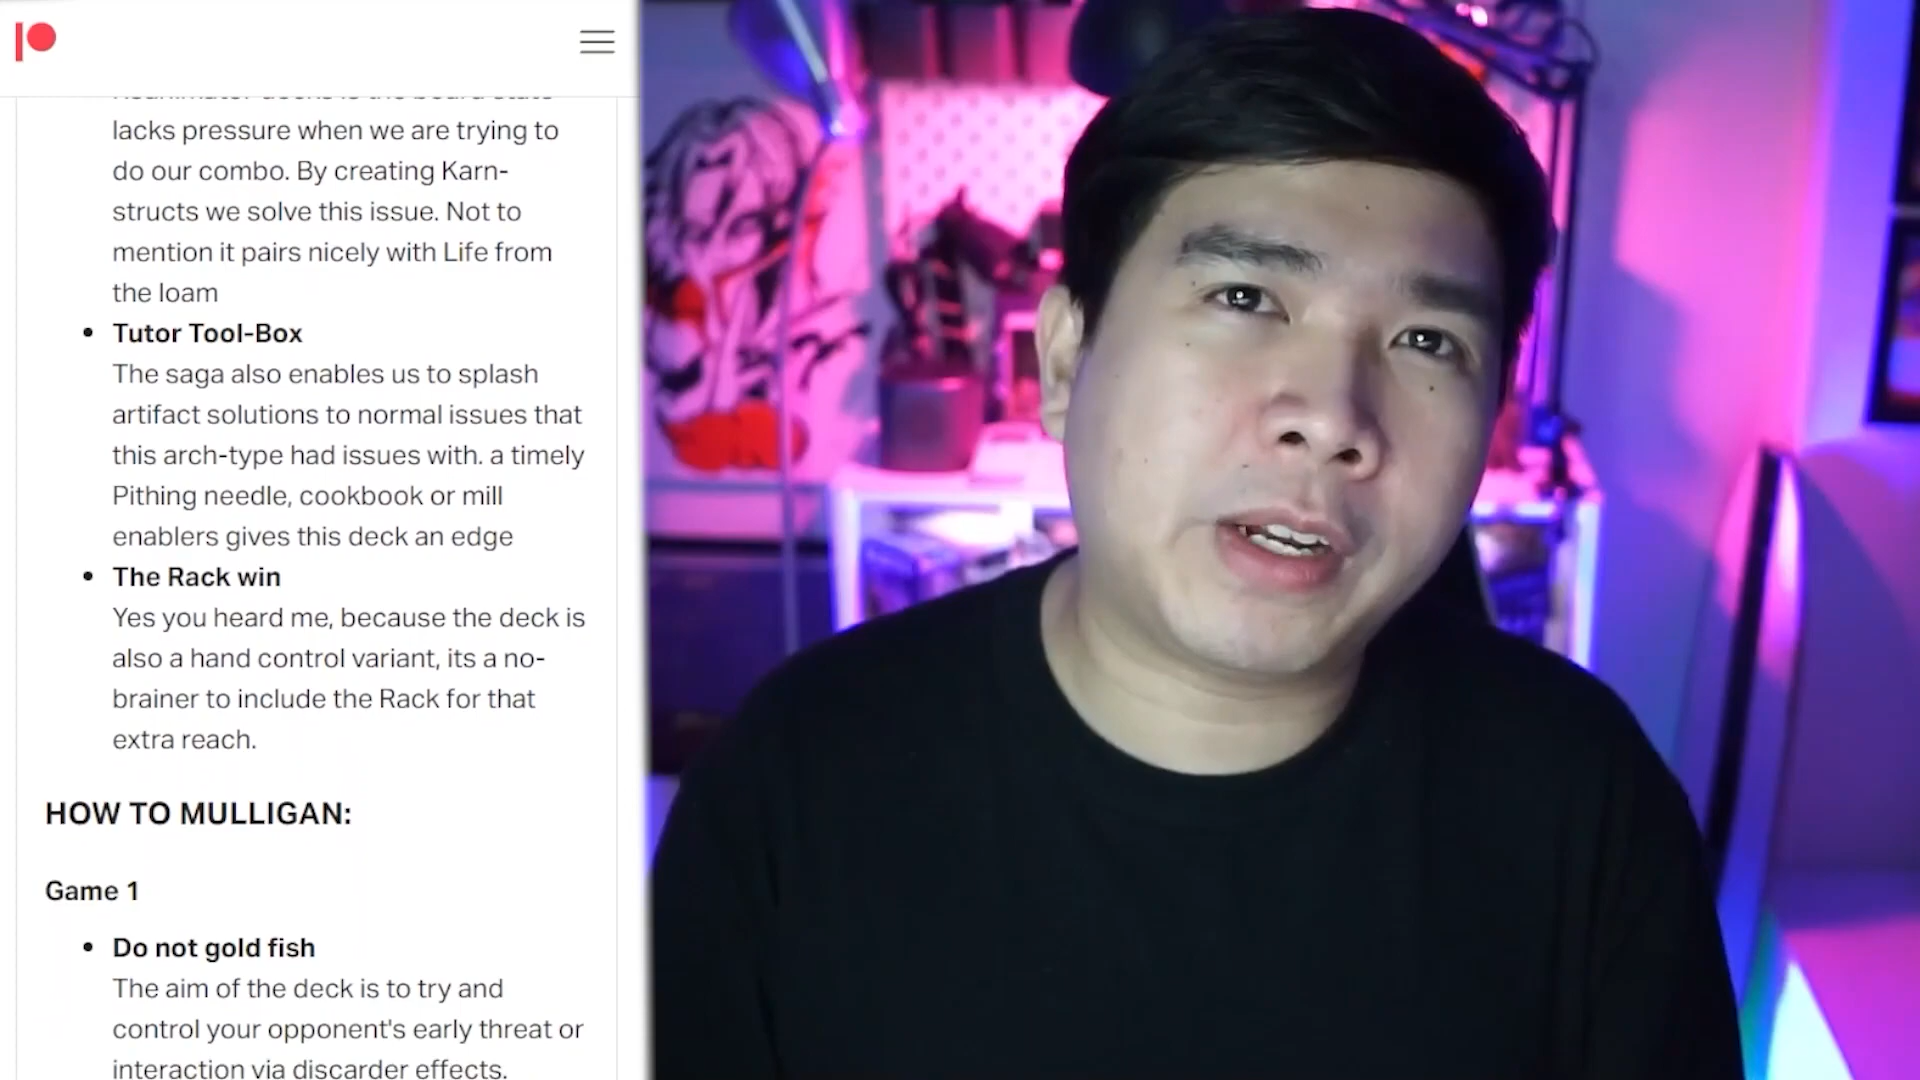 lacks pressure when we are trying to
do our combo. By creating Karn-
structs we solve this issue. Not to
mention it pairs nicely with Life from
the loam
Tutor Tool-Box
The saga also enables us to splash
artifact solutions to normal issues that
this arch-type had issues with. a timely
Pithing needle, cookbook or mill
enablers gives this deck an edge
The Rack win
Yes you heard me, because the deck is
also a hand control variant, its a no-
brainer to include the Rack for that
extra reach.
HOW TO MULLIGAN:
Game 1
Do not gold fish
The aim of the deck is to try and
control your opponent's early threat or
interaction via discarder effects.